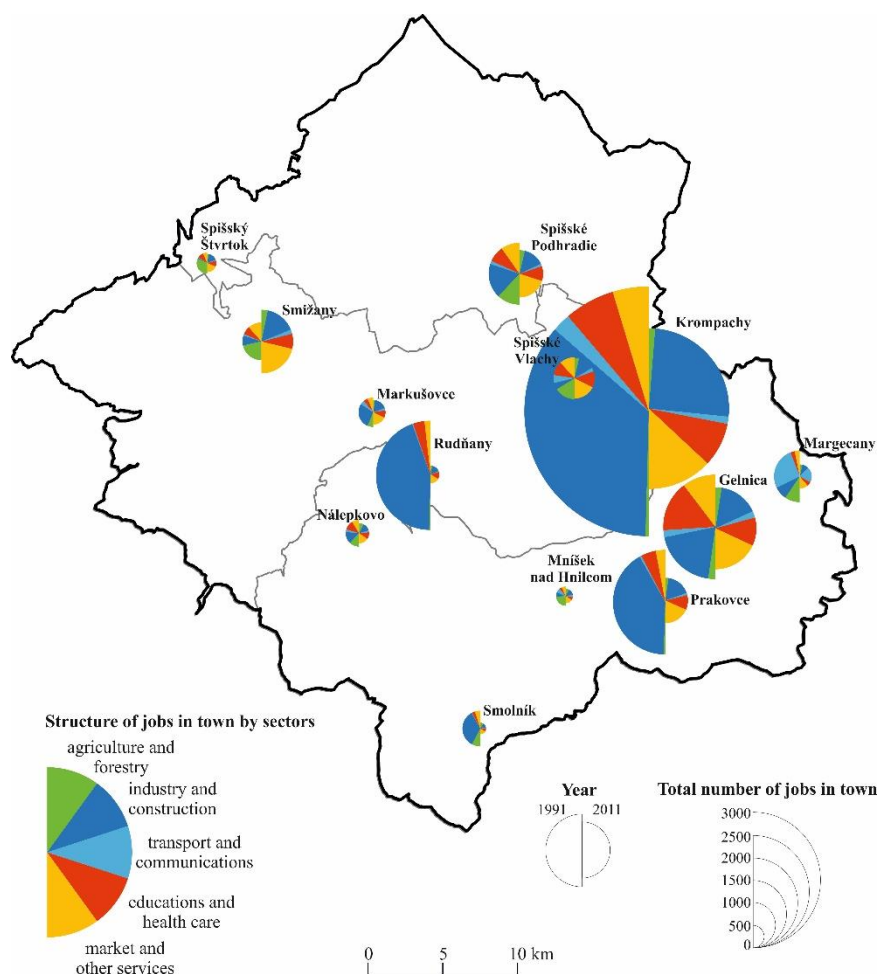 Spišský
Štvrtok
Spišské
Podhradie
Smižany
Krompachy
Spišské
Vlachy
Markušovce
Rudňany
Margecany
Gelnica
Nálepkovo
Mníšek
nad Hnilcom
Prakovce
Smolník
Structure of jobs in town by sectors
agriculture and
forestry
industry and
construction
transport and
communications
educations and
health care
market and
other services
Year
1991
2011
Total number of jobs in town
3000
2500
2000
1500
1000
500
0
0 10 km